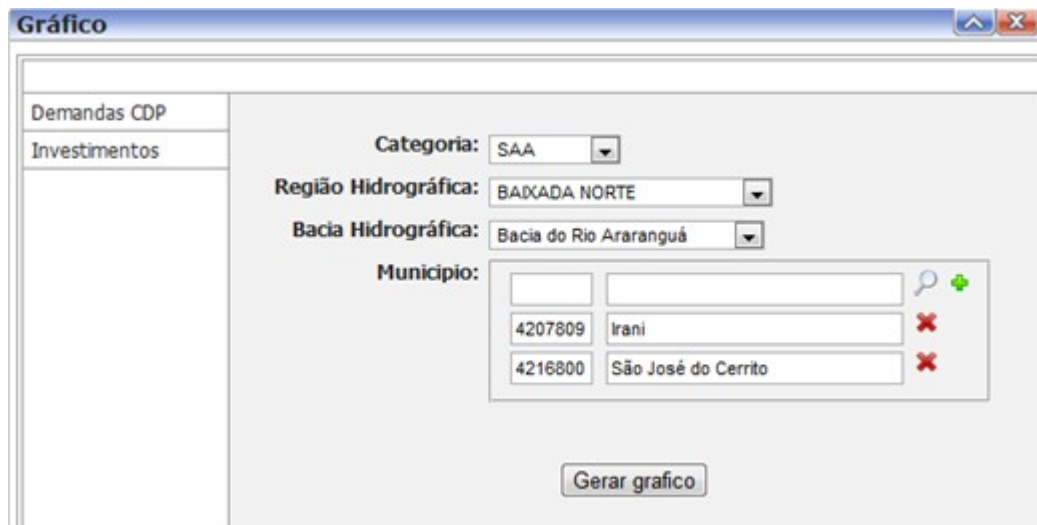 Gráfico
Demandas CDP
Investimentos
Categoria: SAA
Região Hidrográfica: BAIXADA NORTE
Bacia Hidrográfica: Bacia do Rio Araranguá
Municipio:
4207809 Irani
4216800 São José do Cerrito
Gerar grafico